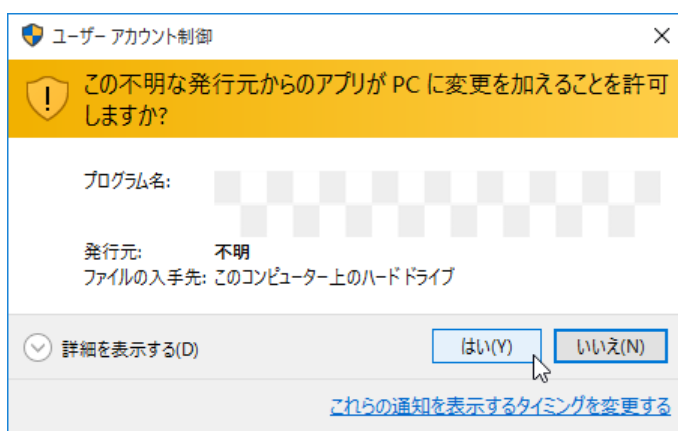 ユーザー アカウント制御
この不明な発行元からのアプリが PC に変更を加えることを許可
しますか?
プログラム名:
発行元: 不明
ファイルの入手先: このコンピューター上のハード ドライブ
詳細を表示する(D)
はい(Y)
いいえ(N)
これらの通知を表示するタイミングを変更する